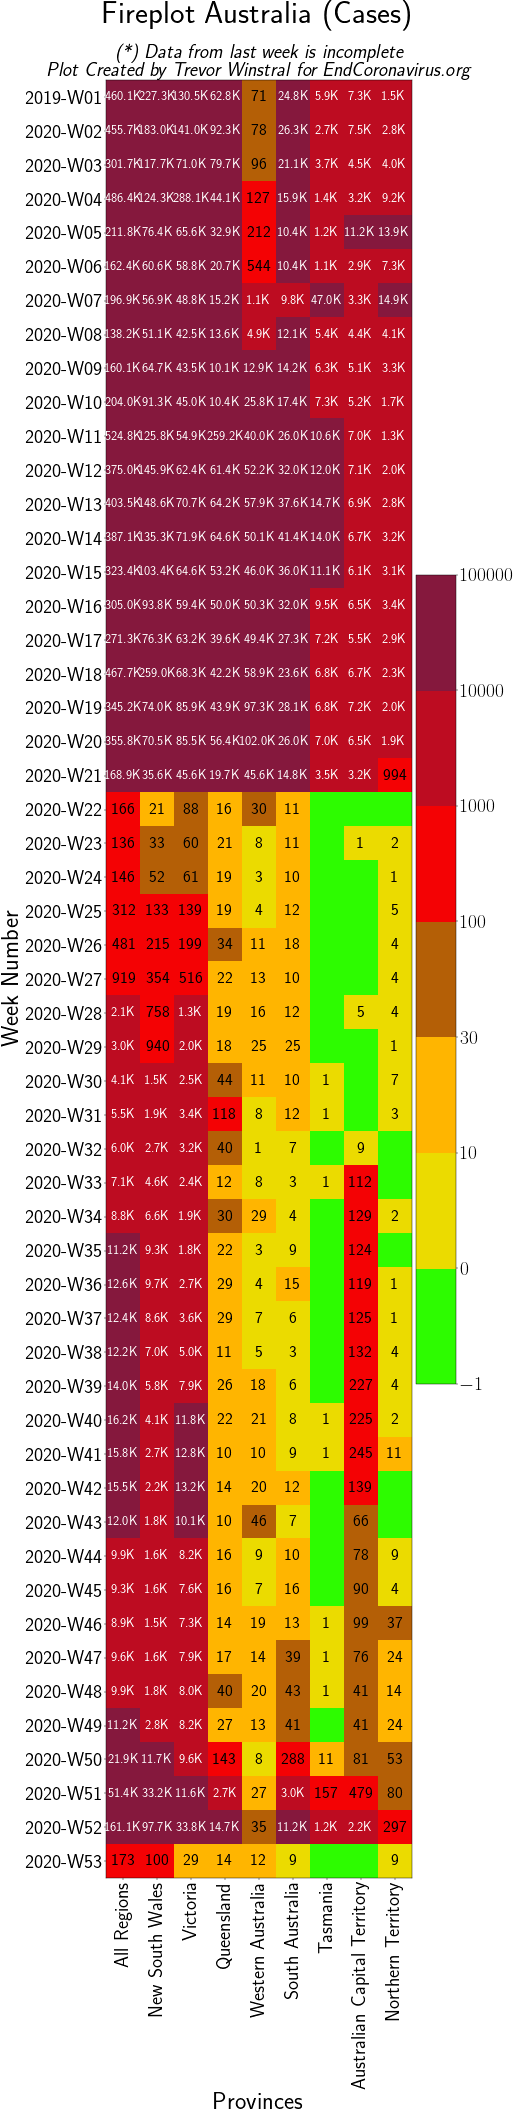 Fireplot Australia (Cases)
(*) Data from last week is incomplete
Plot Created by Trevor Winstral for EndCoronavirus.org
2019-W01 460.1K 227.3K 130.5K 62.8K 71 24.8K 5.9K 7.3K 1.5K
2020-W02 455.7K 183.0K 141.0K 92.3K 78 26.3K 2.7K 7.5K 2.8K
2020-W03 301.7K 117.7K 71.0K 79.7K 96 21.1K 3.7K 4.5K 4.0K
2020-W04 486.4K 124.3K 288.1K 44.1K 127 15.9K 1.4K 3.2K 9.2K
2020-W05 211.8K 76.4K 65.6K 32.9K 212 10.4K 1.2K 11.2K 13.9K
2020-W06 162.4K 60.6K 58.8K 20.7K 544 10.4K 1.1K 2.9K 7.3K
2020-W07 196.9K 56.9K 48.8K 15.2K 1.1K 9.8K 47.0K 3.3K 14.9K
2020-W08 138.2K 51.1K 42.5K 13.6K 4.9K 12.1K 5.4K 4.4K 4.1K
2020-W09 160.1K 64.7K 43.5K 10.1K 12.9K 14.2K 6.3K 5.1K 3.3K
2020-W10 204.0K 91.3K 45.0K 10.4K 25.8K 17.4K 7.3K 5.2K 1.7K
2020-W11 524.8K 125.8K 54.9K 259.2K 40.0K 26.0K 10.6K 7.0K 1.3K
2020-W12 375.0K 145.9K 62.4K 61.4K 52.2K 32.0K 12.0K 7.1K 2.0K
2020-W13 403.5K 148.6K 70.7K 64.2K 57.9K 37.6K 14.7K 6.9K 2.8K
2020-W14 387.1K 135.3K 71.9K 64.6K 50.1K 41.4K 14.0K 6.7K 3.2K
2020-W15 323.4K 103.4K 64.6K 53.2K 46.0K 36.0K 11.1K 6.1K 3.1K
2020-W16 305.0K 93.8K 59.4K 50.0K 50.3K 32.0K 9.5K 6.5K 3.4K
2020-W17 271.3K 76.3K 63.2K 39.6K 49.4K 27.3K 7.2K 5.5K 2.9K
2020-W18 467.7K 259.0K 68.3K 42.2K 58.9K 23.6K 6.8K 6.7K 2.3K
2020-W19 345.2K 74.0K 85.9K 43.9K 97.3K 28.1K 6.8K 7.2K 2.0K
2020-W20 355.8K 70.5K 85.5K 56.4K 102.0K 26.0K 7.0K 6.5K 1.9K
2020-W21 168.9K 35.6K 45.6K 19.7K 45.6K 14.8K 3.5K 3.2K 994
2020-W22 166 21 88 16 30 11
2020-W23 136 33 60 21 8 11 1 2
2020-W24 146 52 61 19 3 10 1
2020-W25 312 133 139 19 4 12 5
2020-W26 481 215 199 34 11 18 4
2020-W27 919 354 516 22 13 10 4
2020-W28 2.1K 758 1.3K 19 16 12 5 4
2020-W29 3.0K 940 2.0K 18 25 25 1
2020-W30 4.1K 1.5K 2.5K 44 11 10 1 7
2020-W31 5.5K 1.9K 3.4K 118 8 12 1 3
2020-W32 6.0K 2.7K 3.2K 40 1 7 9
2020-W33 7.1K 4.6K 2.4K 12 8 3 1 112
2020-W34 8.8K 6.6K 1.9K 30 29 4 129 2
2020-W35 11.2K 9.3K 1.8K 22 3 9 124
2020-W36 12.6K 9.7K 2.7K 29 4 15 119 1
2020-W37 12.4K 8.6K 3.6K 29 7 6 125 1
2020-W38 12.2K 7.0K 5.0K 11 5 3 132 4
2020-W39 14.0K 5.8K 7.9K 26 18 6 227 4
2020-W40 16.2K 4.1K 11.8K 22 21 8 1 225 2
2020-W41 15.8K 2.7K 12.8K 10 10 9 1 245 11
2020-W42 15.5K 2.2K 13.2K 14 20 12 139
2020-W43 12.0K 1.8K 10.1K 10 46 7 66
2020-W44 9.9K 1.6K 8.2K 16 9 10 78 9
2020-W45 9.3K 1.6K 7.6K 16 7 16 90 4
2020-W46 8.9K 1.5K 7.3K 14 19 13 1 99 37
2020-W47 9.6K 1.6K 7.9K 17 14 39 1 76 24
2020-W48 9.9K 1.8K 8.0K 40 20 43 1 41 14
2020-W49 11.2K 2.8K 8.2K 27 13 41 41 24
2020-W50 21.9K 11.7K 9.6K 143 8 288 11 81 53
2020-W51 51.4K 33.2K 11.6K 2.7K 27 3.0K 157 479 80
2020-W52 161.1K 97.7K 33.8K 14.7K 35 11.2K 1.2K 2.2K 297
2020-W53 173 100 29 14 12 9 9
Week Number
100000
10000
1000
100
30
10
0
−1
All Regions
New South Wales
Victoria
Queensland
Western Australia
South Australia
Tasmania
Australian Capital Territory
Northern Territory
Provinces